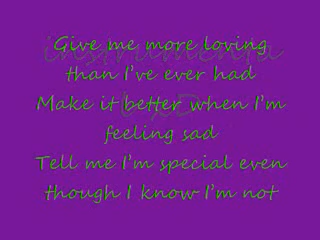 Give me more loving
than I've ever had
Make it better when I'm
feeling sad
Tell me I'm special even
though I know I'm not